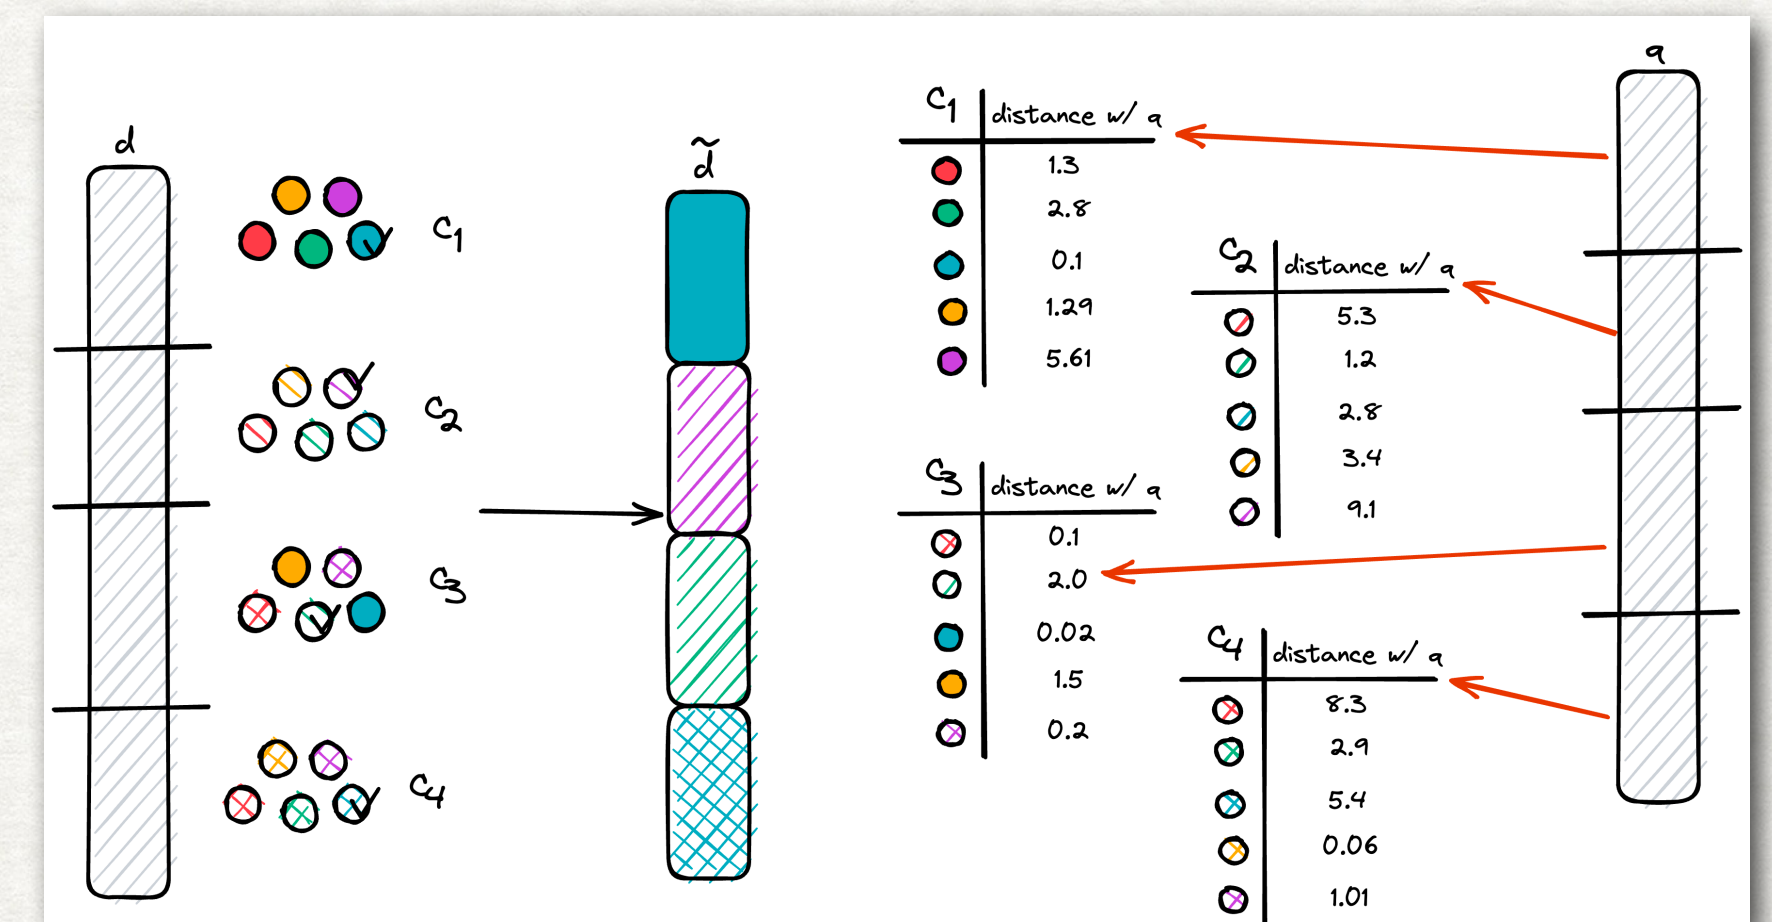 d
C1
C2
C3
C4
~
d
C1 distance w/ q
1.3
2.8
0.1
1.29
5.61
C2 distance w/ q
5.3
1.2
2.8
3.4
9.1
C3 distance w/ q
0.1
2.0
0.02
1.5
0.2
C4 distance w/ q
8.3
2.9
5.4
0.06
1.01
q